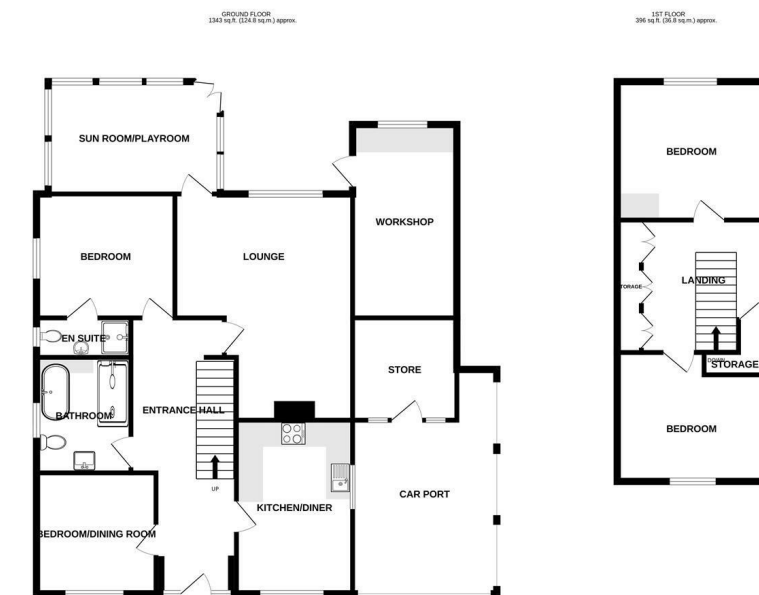 GROUND FLOOR
1343 sq.ft. (124.8 sq.m.) approx.
1ST FLOOR
396 sq.ft. (36.8 sq.m.) approx.
SUN ROOM/PLAYROOM
BEDROOM
LOUNGE
WORKSHOP
EN SUITE
STORE
BATHROOM
ENTRANCE HALL
UP
KITCHEN/DINER
CAR PORT
BEDROOM/DINING ROOM
BEDROOM
LANDING
TORAGE
DOWN
STORAGE
BEDROOM